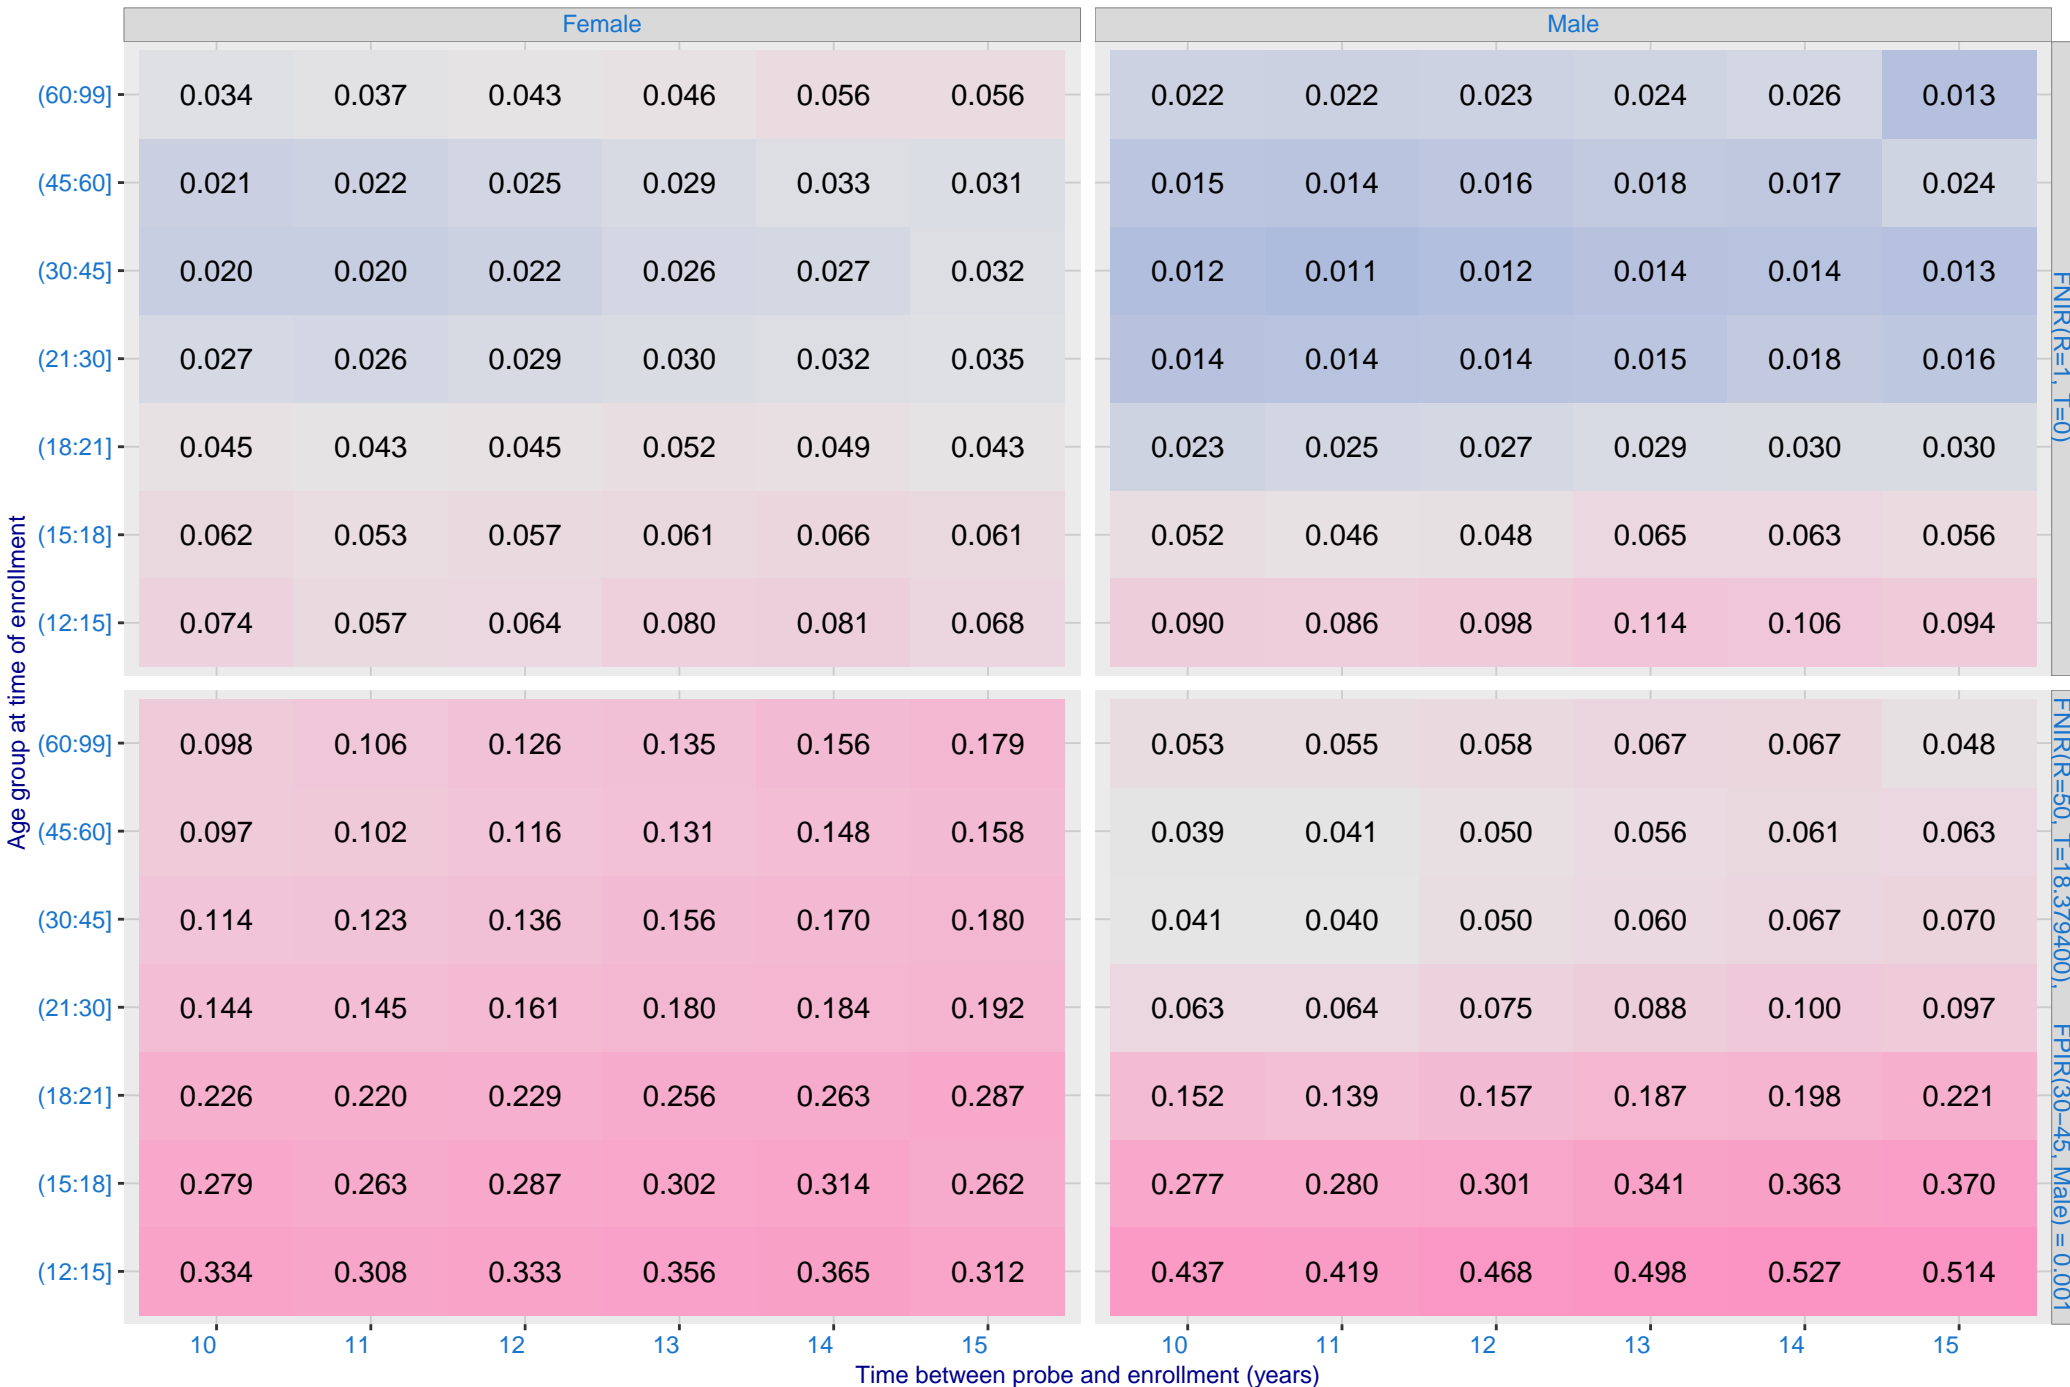 Female
Male
(60:99] 0.034 0.037 0.043 0.046 0.056 0.056 0.022 0.022 0.023 0.024 0.026 0.013
(45:60] 0.021 0.022 0.025 0.029 0.033 0.031 0.015 0.014 0.016 0.018 0.017 0.024
(30:45] 0.020 0.020 0.022 0.026 0.027 0.032 0.012 0.011 0.012 0.014 0.014 0.013
(21:30] 0.027 0.026 0.029 0.030 0.032 0.035 0.014 0.014 0.014 0.015 0.018 0.016
(18:21] 0.045 0.043 0.045 0.052 0.049 0.043 0.023 0.025 0.027 0.029 0.030 0.030
(15:18] 0.062 0.053 0.057 0.061 0.066 0.061 0.052 0.046 0.048 0.065 0.063 0.056
(12:15] 0.074 0.057 0.064 0.080 0.081 0.068 0.090 0.086 0.098 0.114 0.106 0.094
FNIR(R=1, T=0)
Age group at time of enrollment
(60:99] 0.098 0.106 0.126 0.135 0.156 0.179 0.053 0.055 0.058 0.067 0.067 0.048
(45:60] 0.097 0.102 0.116 0.131 0.148 0.158 0.039 0.041 0.050 0.056 0.061 0.063
(30:45] 0.114 0.123 0.136 0.156 0.170 0.180 0.041 0.040 0.050 0.060 0.067 0.070
(21:30] 0.144 0.145 0.161 0.180 0.184 0.192 0.063 0.064 0.075 0.088 0.100 0.097
(18:21] 0.226 0.220 0.229 0.256 0.263 0.287 0.152 0.139 0.157 0.187 0.198 0.221
(15:18] 0.279 0.263 0.287 0.302 0.314 0.262 0.277 0.280 0.301 0.341 0.363 0.370
(12:15] 0.334 0.308 0.333 0.356 0.365 0.312 0.437 0.419 0.468 0.498 0.527 0.514
FNIR(R=50, T=18.379400), FPIR(30−45, Male) = 0.001
10 11 12 13 14 15 10 11 12 13 14 15
Time between probe and enrollment (years)